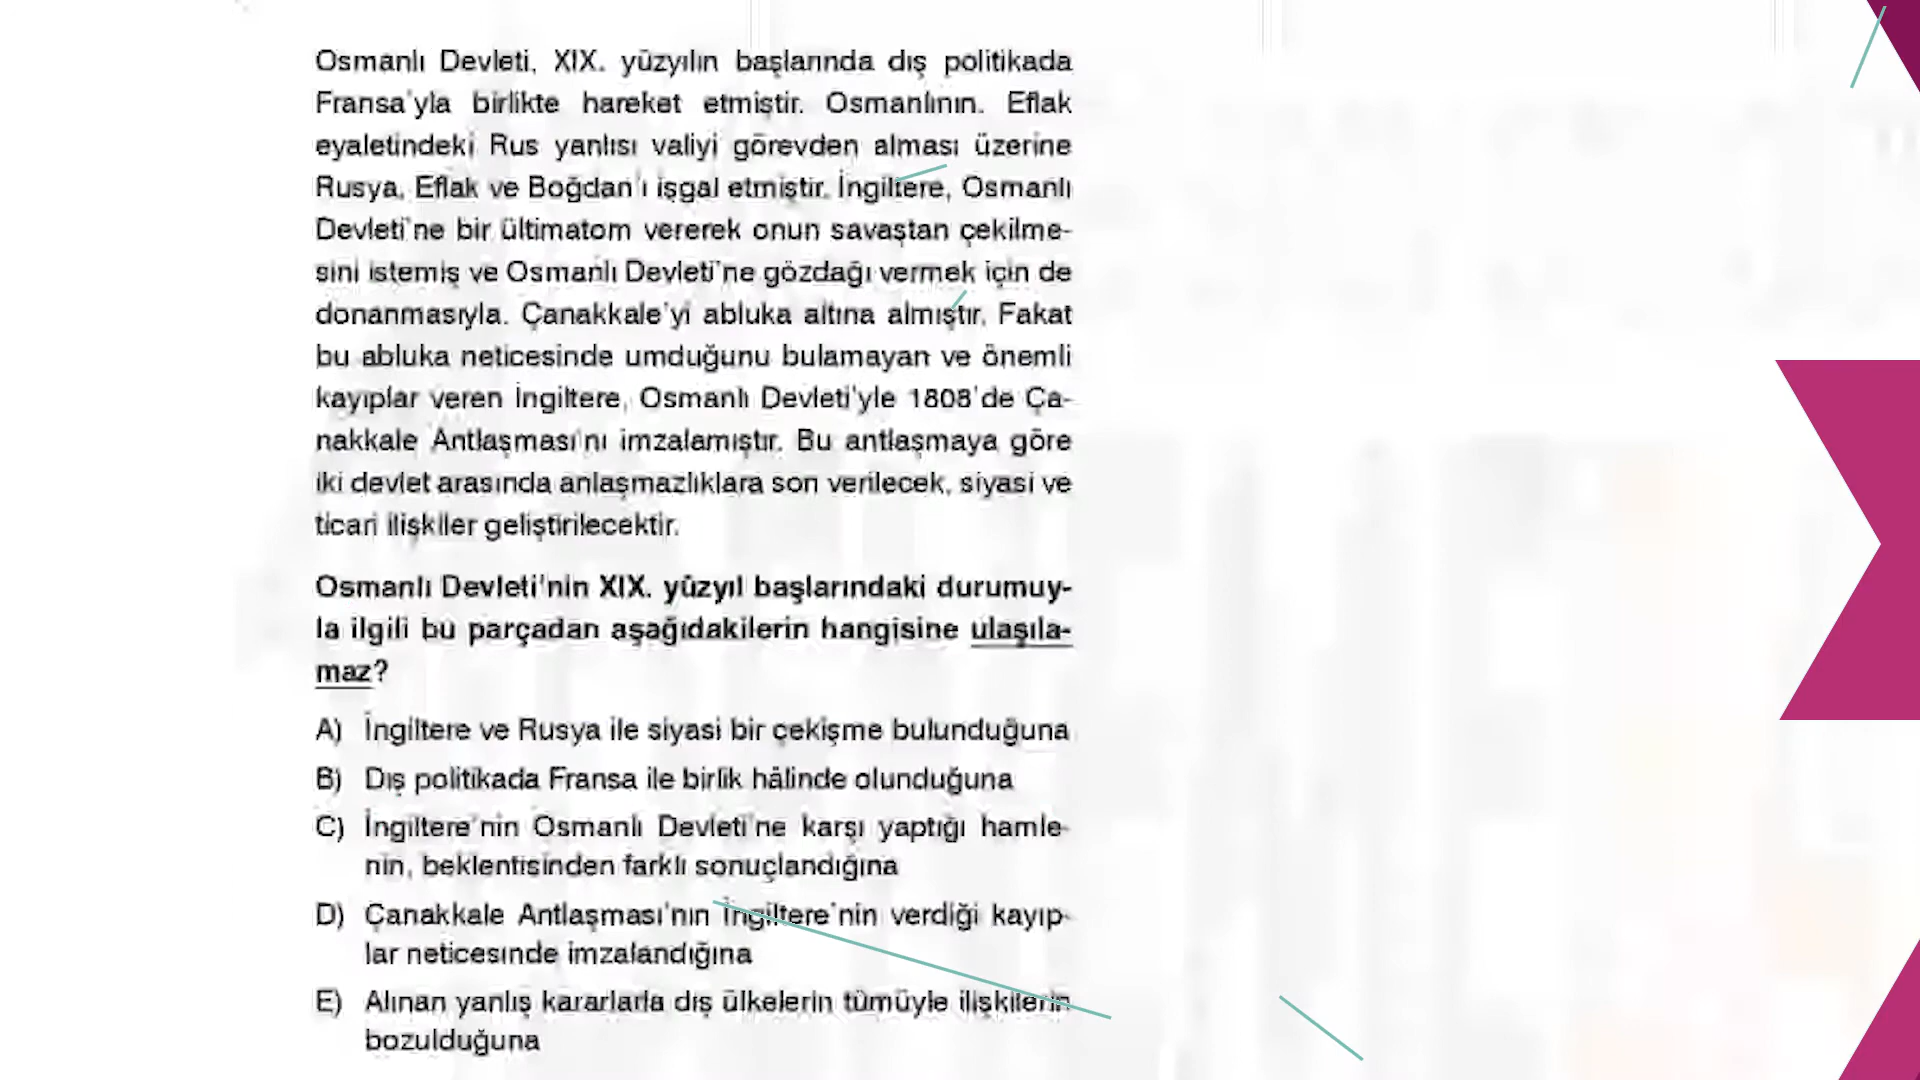 Osmanlı Devleti, XIX. yüzyılın başlarında dış politikada
Fransa'yla birlikte hareket etmiştir. Osmanlının, Eflak
eyaletindeki Rus yanlısı valiyi görevden alması üzerine
Rusya, Eflak ve Boğdan'ı işgal etmiştir. İngiltere, Osmanlı
Devleti'ne bir ültimatom vererek onun savaştan çekilme-
sini istemiş ve Osmanlı Devleti'ne gözdağı vermek için de
donanmasıyla, Çanakkale'yi abluka altına almıştır. Fakat
bu abluka neticesinde umduğunu bulamayan ve önemli
kayıplar veren İngiltere, Osmanlı Devleti'yle 1808'de Ça-
nakkale Antlaşması'nı imzalamıştır. Bu antlaşmaya göre
iki devlet arasında anlaşmazlıklara son verilecek, siyasi ve
ticari ilişkiler geliştirilecektir.
Osmanlı Devleti'nin XIX. yüzyıl başlarındaki durumuy-
la ilgili bu parçadan aşağıdakilerin hangisine ulaşıla-
maz?
A) İngiltere ve Rusya ile siyasi bir çekişme bulunduğuna
B) Dış politikada Fransa ile birlik hâlinde olunduğuna
C) İngiltere'nin Osmanlı Devleti'ne karşı yaptığı hamle-
nin, beklentisinden farklı sonuçlandığına
D) Çanakkale Antlaşması'nın İngiltere'nin verdiği kayıp-
lar neticesinde imzalandığına
E) Alınan yanlış kararlarla dış ülkelerin tümüyle ilişkilerin
bozulduğuna